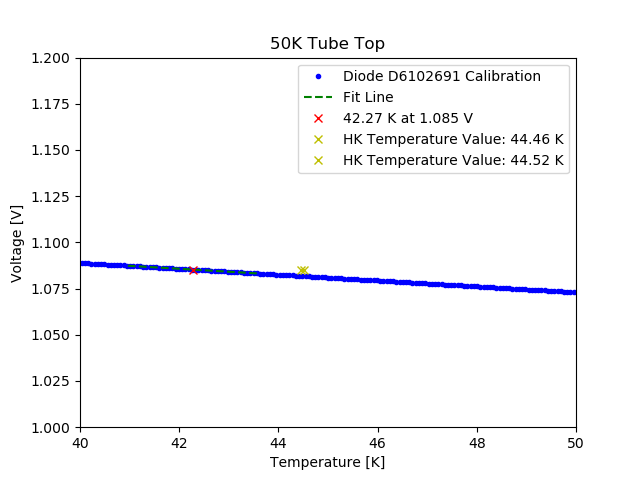 50K Tube Top
1.200
1.175
1.150
1.125
1.100
1.075
1.050
1.025
1.000
Voltage [V]
Diode D6102691 Calibration
Fit Line
42.27 K at 1.085 V
HK Temperature Value: 44.46 K
HK Temperature Value: 44.52 K
40 42 44 46 48 50
Temperature [K]